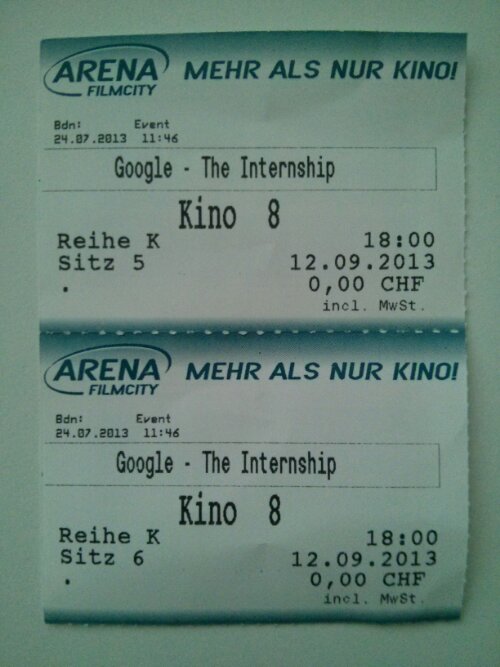 ARENA FILMCITY MEHR ALS NUR KINO!
Bdn: Event
24.07.2013 11:46
Google - The Internship
Kino 8
Reihe K 18:00
Sitz 5 12.09.2013
. 0,00 CHF
incl. MwSt.
ARENA FILMCITY MEHR ALS NUR KINO!
Bdn: Event
24.07.2013 11:46
Google - The Internship
Kino 8
Reihe K 18:00
Sitz 6 12.09.2013
. 0,00 CHF
incl. MwSt.